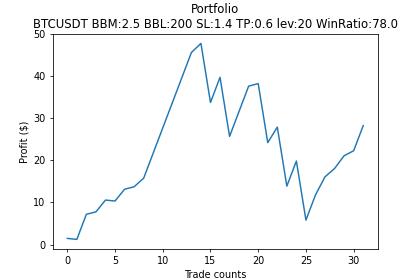 Portfolio
BTCUSDT BBM:2.5 BBL:200 SL:1.4 TP:0.6 lev:20 WinRatio:78.0
50
40
30
20
10
0
Profit ($)
0 5 10 15 20 25 30
Trade counts